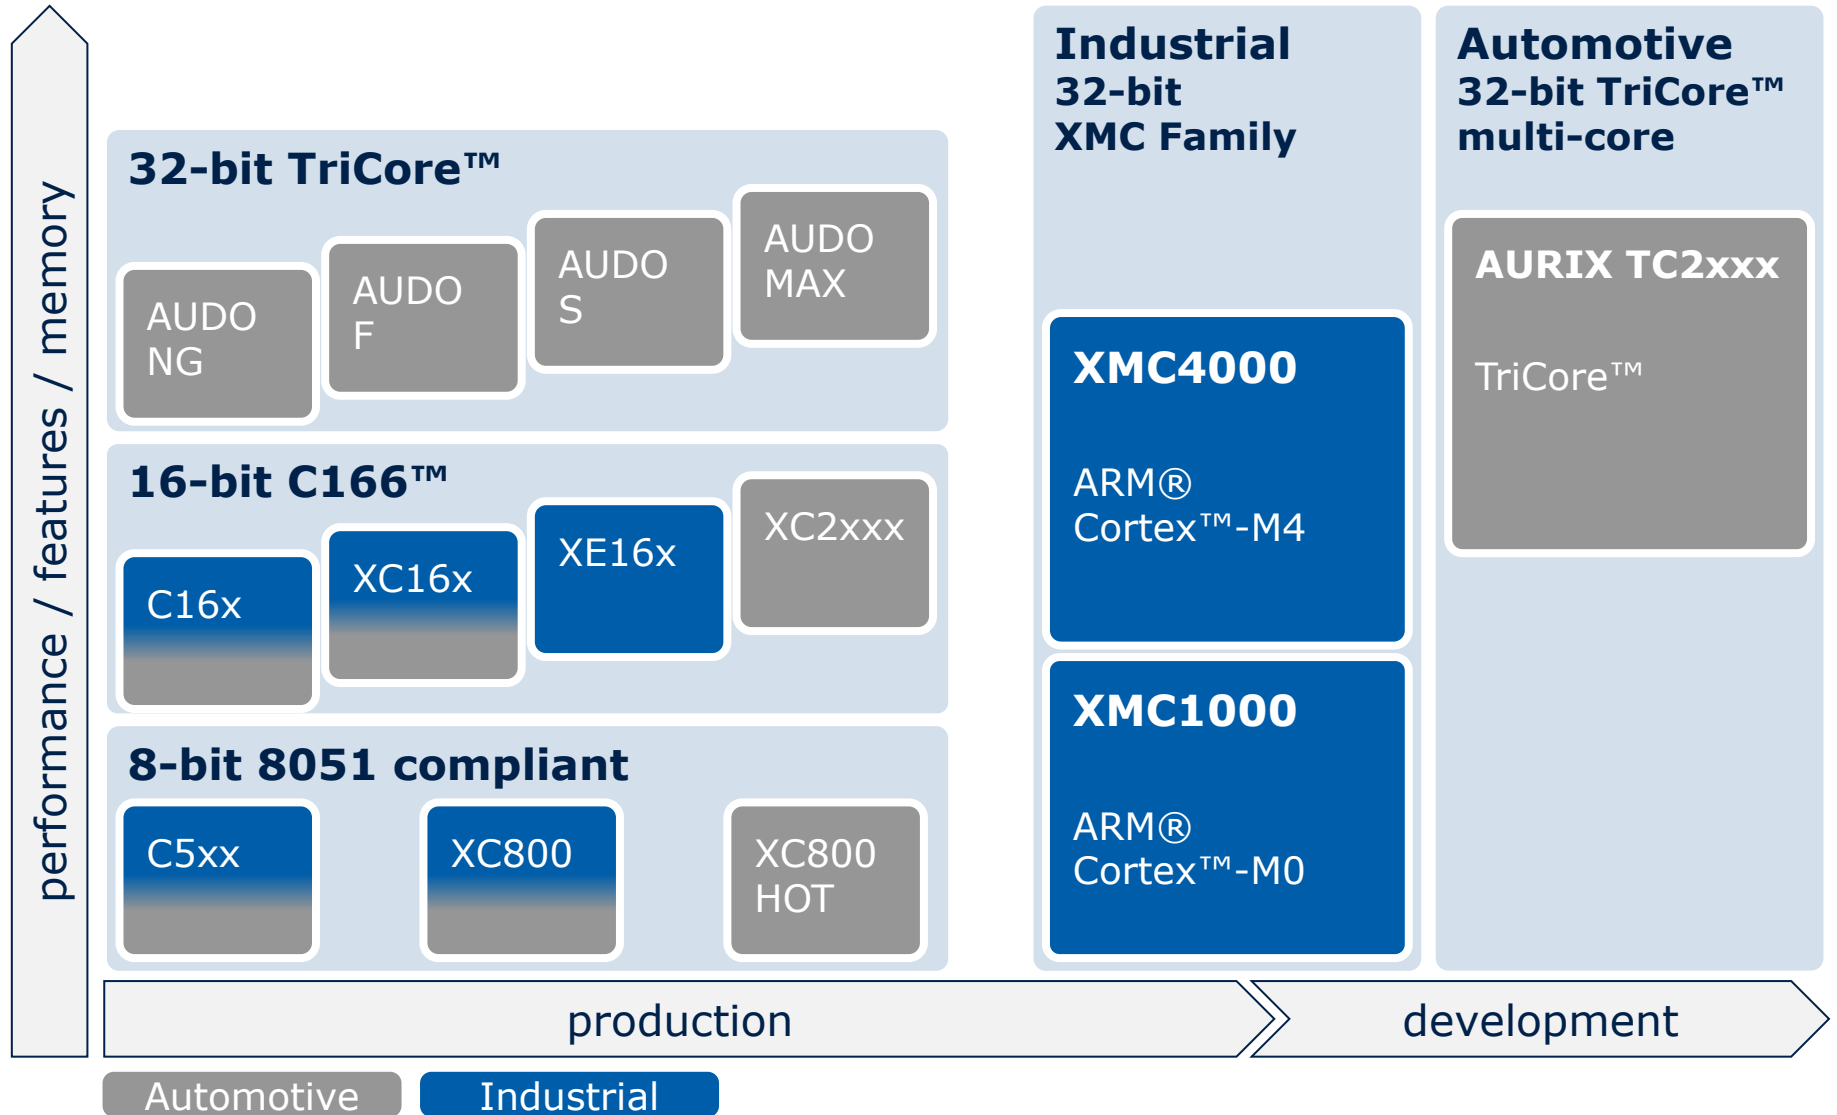 performance / features / memory
32-bit TriCore™
AUDO
NG
AUDO
F
AUDO
S
AUDO
MAX
16-bit C166™
C16x
XC16x
XE16x
XC2xxx
8-bit 8051 compliant
C5xx
XC800
XC800
HOT
Industrial
32-bit
XMC Family
XMC4000
ARM®
Cortex™-M4
XMC1000
ARM®
Cortex™-M0
Automotive
32-bit TriCore™
multi-core
AURIX TC2xxx
TriCore™
production
development
Automotive
Industrial